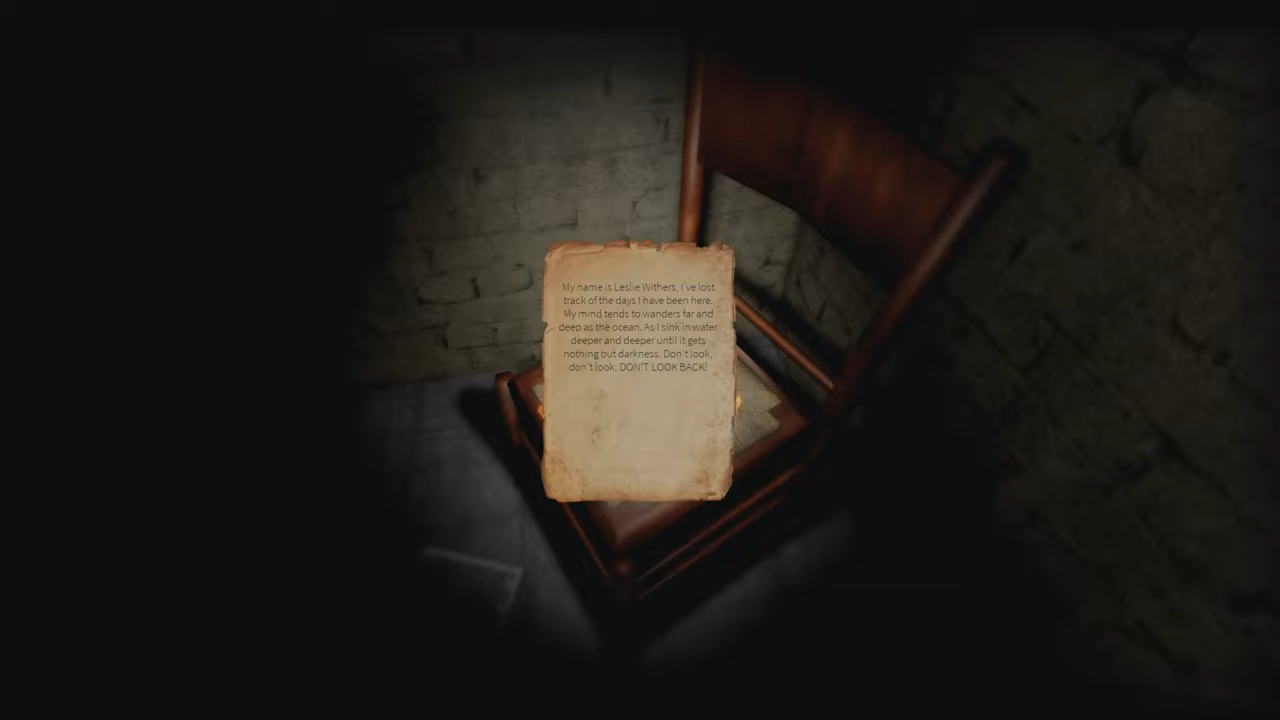 My name is Leslie Withers, I've lost
track of the days I have been here.
My mind tends to wanders far and
deep as the ocean. As I sink in water
deeper and deeper until it gets
nothing but darkness. Don't look,
don't look, DON'T LOOK BACK!